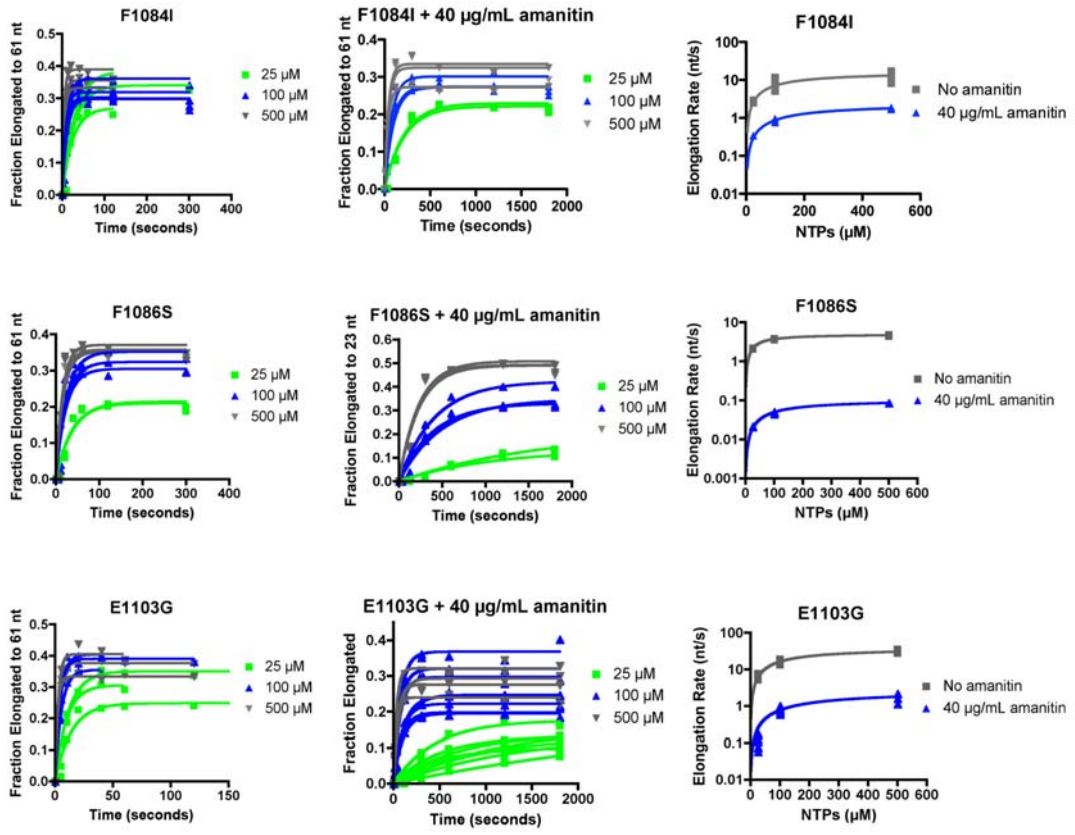 F1084I
Fraction Elongated to 61 nt
0.5
0.4
0.3
0.2
0.1
0.0
0 100 200 300 400
Time (seconds)
25 µM
100 µM
500 µM
F1084I + 40 µg/mL amanitin
Fraction Elongated to 61 nt
0.4
0.3
0.2
0.1
0.0
0 500 1000 1500 2000
Time (seconds)
25 µM
100 µM
500 µM
F1084I
Elongation Rate (nt/s)
100
10
1
0.1
0.01
0 200 400 600
NTPs (µM)
No amanitin
40 µg/mL amanitin
F1086S
Fraction Elongated to 61 nt
0.4
0.3
0.2
0.1
0.0
0 100 200 300 400
Time (seconds)
25 µM
100 µM
500 µM
F1086S + 40 µg/mL amanitin
Fraction Elongated to 23 nt
0.6
0.5
0.4
0.3
0.2
0.1
0.0
0 500 1000 1500 2000
Time (seconds)
25 µM
100 µM
500 µM
F1086S
Elongation Rate (nt/s)
10
1
0.1
0.01
0.001
0 100 200 300 400 500 600
NTPs (µM)
No amanitin
40 µg/mL amanitin
E1103G
Fraction Elongated to 61 nt
0.5
0.4
0.3
0.2
0.1
0.0
0 50 100 150
Time (seconds)
25 µM
100 µM
500 µM
E1103G + 40 µg/mL amanitin
Fraction Elongated
0.4
0.3
0.2
0.1
0.0
0 500 1000 1500 2000
Time (seconds)
25 µM
100 µM
500 µM
E1103G
Elongation Rate (nt/s)
100
10
1
0.1
0.01
0 100 200 300 400 500 600
NTPs (µM)
No amanitin
40 µg/mL amanitin